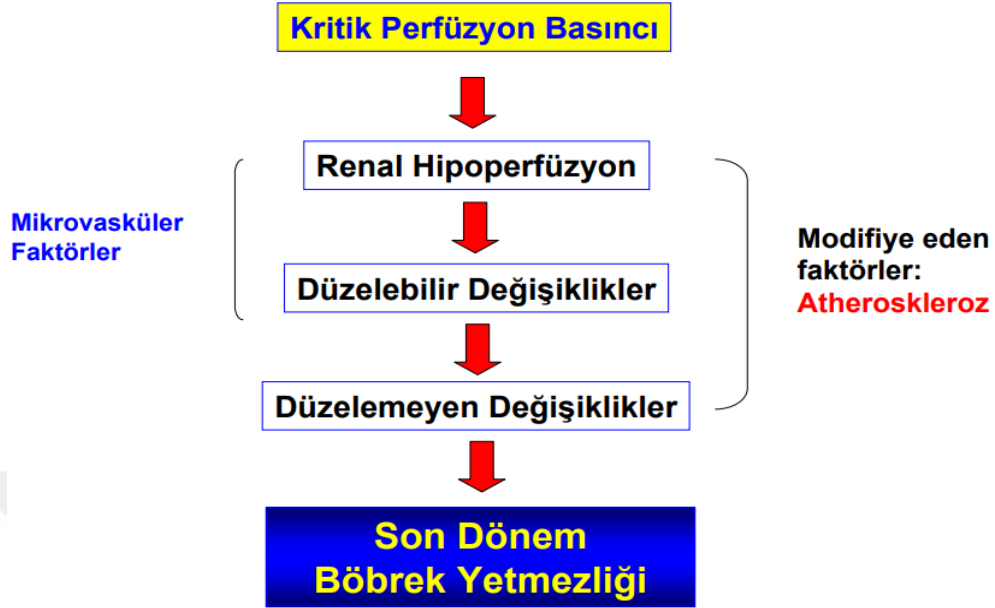 Kritik Perfüzyon Basıncı
Renal Hipoperfüzyon
Mikrovasküler
Faktörler
Düzelebilir Değişiklikler
Modifiye eden
faktörler:
Atheroskleroz
Düzelemeyen Değişiklikler
Son Dönem
Böbrek Yetmezliği